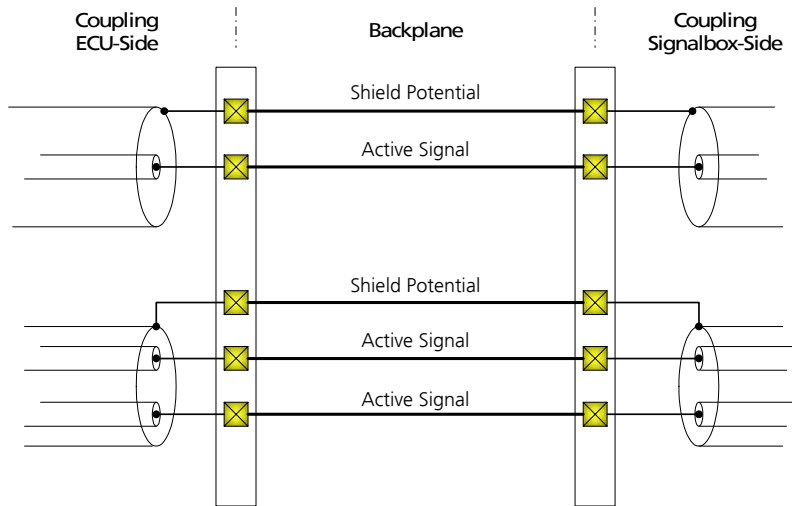 Coupling
ECU-Side
Backplane
Coupling
Signalbox-Side
Shield Potential
Active Signal
Shield Potential
Active Signal
Active Signal